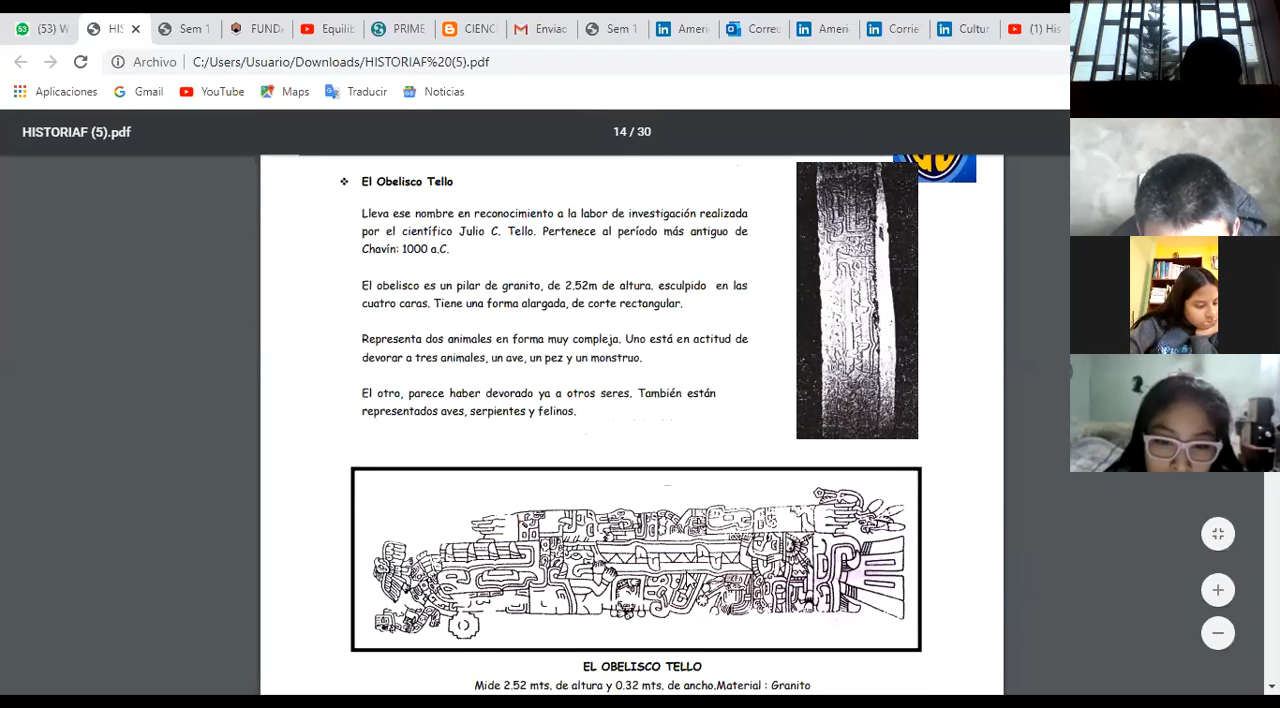 (53) W
HIS
Sem 1
FUND
Equilib
PRIME
CIENC
Enviac
Sem 1
Ameri
Correc
Ameri
Corrie
Cultur
(1) His
Archivo | C:/Users/Usuario/Downloads/HISTORIAF%20(5).pdf
Aplicaciones Gmail YouTube Maps Traducir Noticias
HISTORIAF (5).pdf 14 / 30
❖ El Obelisco Tello
Lleva ese nombre en reconocimiento a la labor de investigación realizada
por el científico Julio C. Tello. Pertenece al período más antiguo de
Chavín: 1000 a.C.
El obelisco es un pilar de granito, de 2.52m de altura. esculpido en las
cuatro caras. Tiene una forma alargada, de corte rectangular.
Representa dos animales en forma muy compleja. Uno está en actitud de
devorar a tres animales, un ave, un pez y un monstruo.
El otro, parece haber devorado ya a otros seres. También están
representados aves, serpientes y felinos.
EL OBELISCO TELLO
Mide 2.52 mts. de altura y 0.32 mts. de ancho.Material : Granito